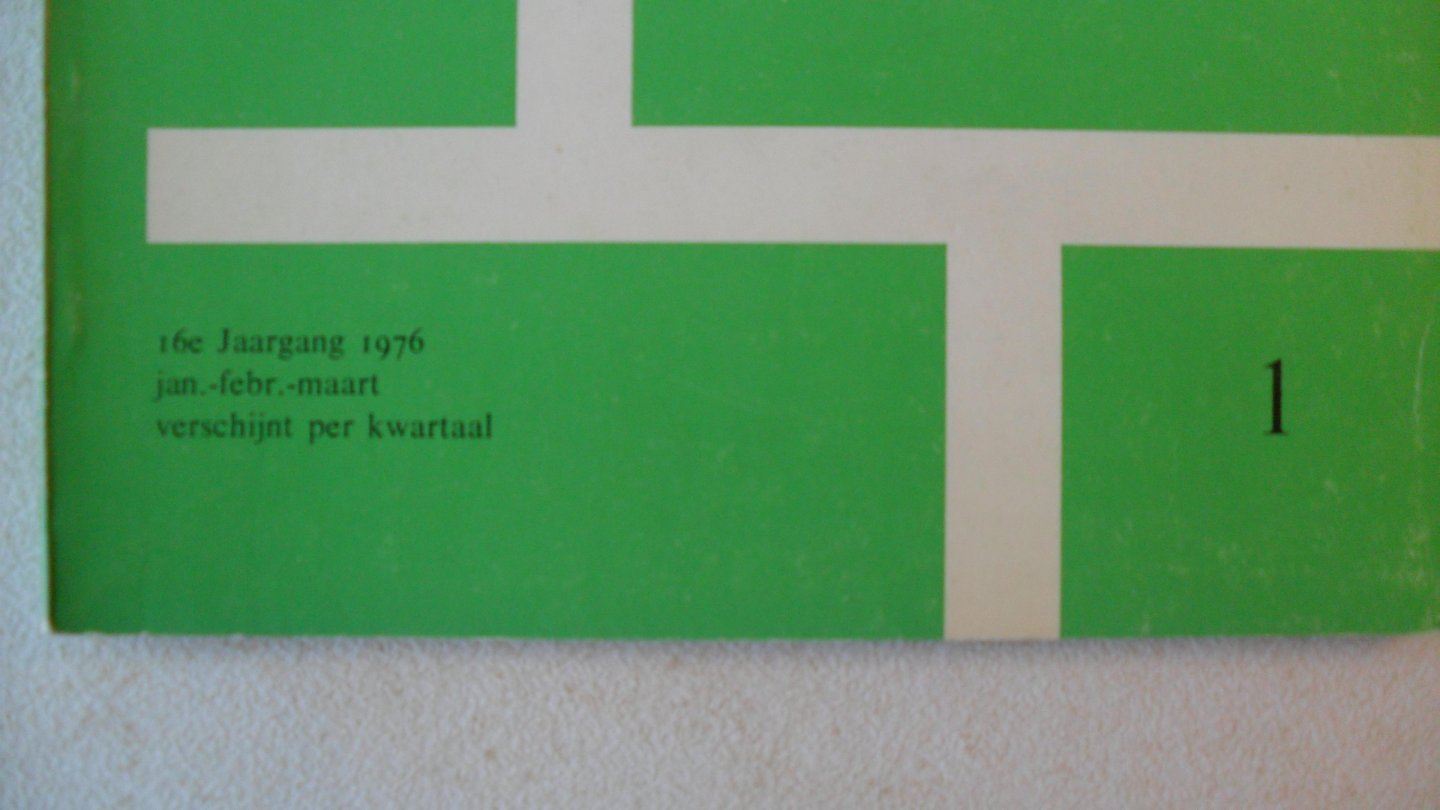 16e Jaargang 1976
jan.-febr.-maart
verschijnt per kwartaal
1